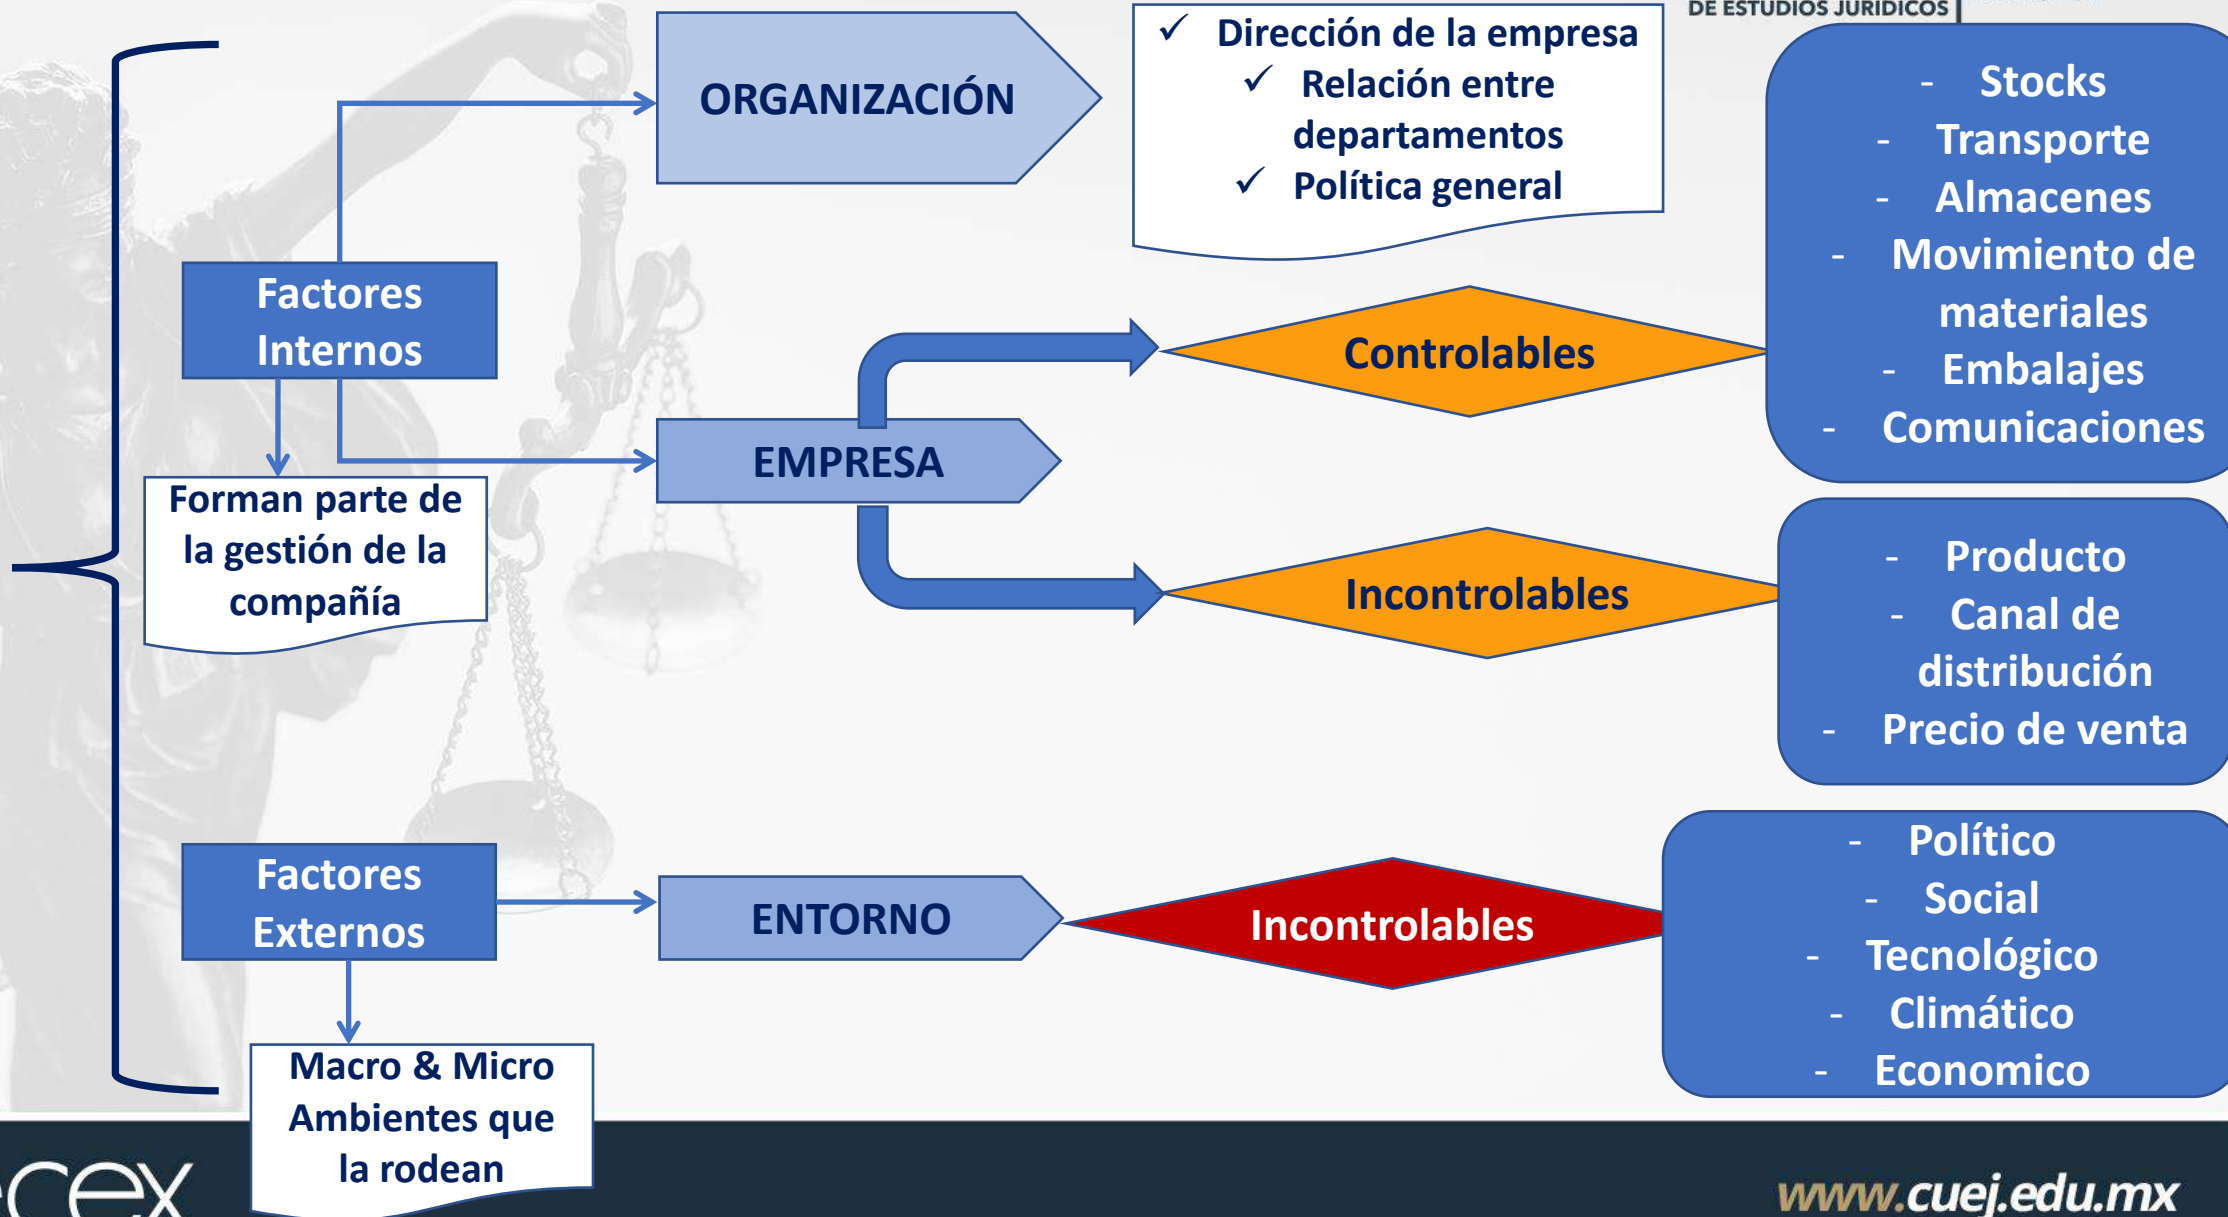 DE ESTUDIOS JURÍDICOS
ORGANIZACIÓN
✓ Dirección de la empresa
✓ Relación entre
departamentos
✓ Política general
Factores
Internos
Forman parte de
la gestión de la
compañía
EMPRESA
Controlables
- Stocks
- Transporte
- Almacenes
- Movimiento de
materiales
- Embalajes
- Comunicaciones
Incontrolables
- Producto
- Canal de
distribución
- Precio de venta
Factores
Externos
ENTORNO
Incontrolables
- Político
- Social
- Tecnológico
- Climático
- Economico
Macro & Micro
Ambientes que
la rodean
cex
www.cuej.edu.mx